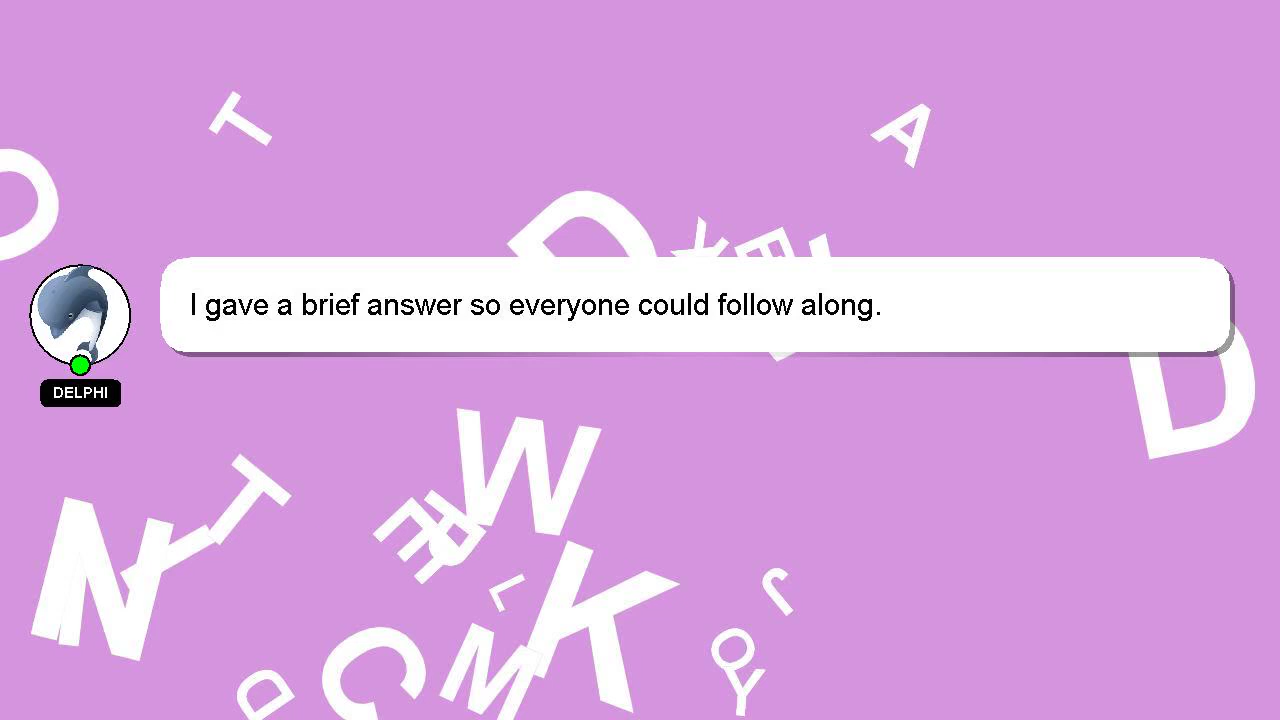 I gave a brief answer so everyone could follow along.
DELPHI
T
A
O
D
K
E
D
W
T
N
Y
E
R
L
K
J
C
M
O
Y
D